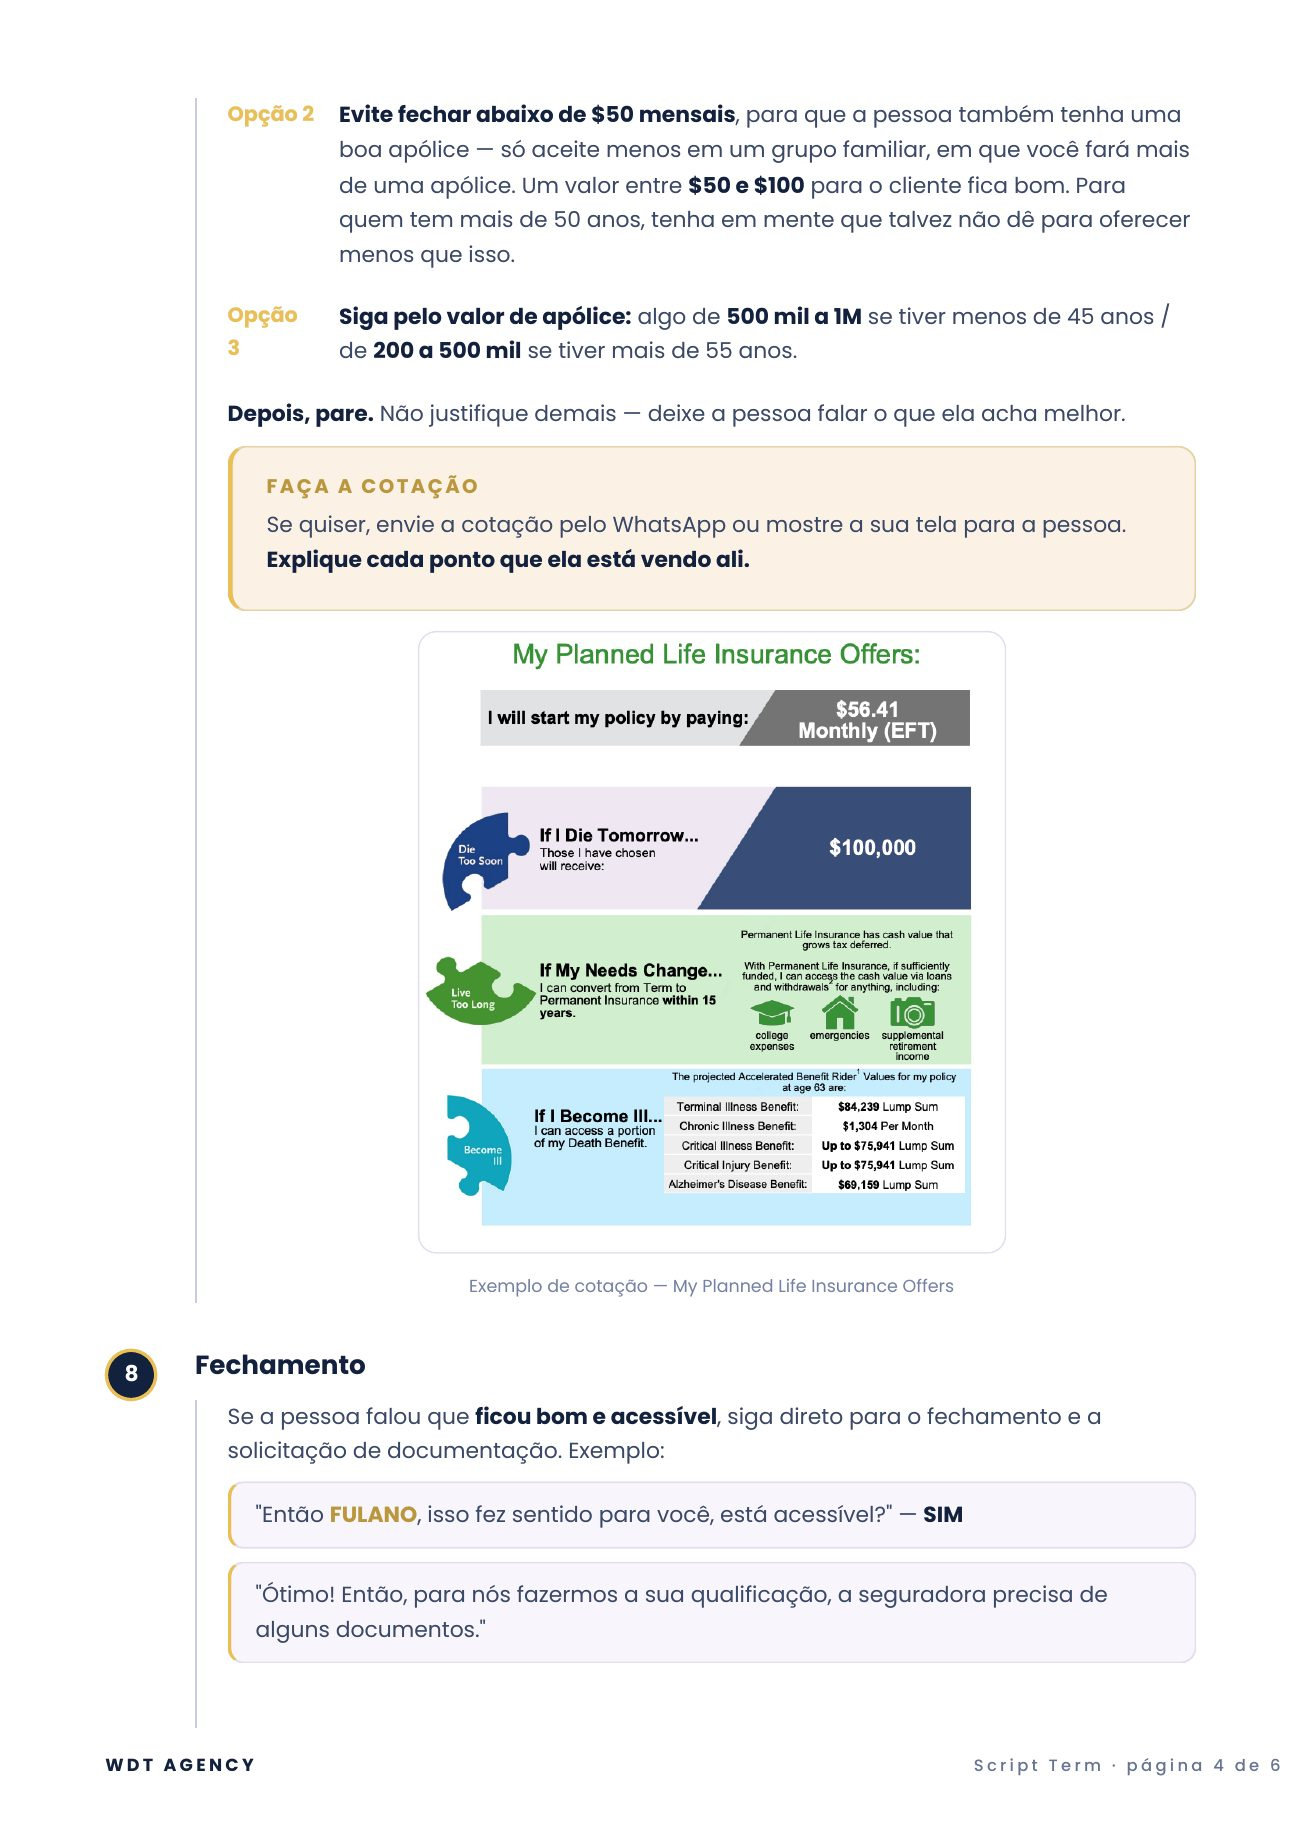 Opção 2
Evite fechar abaixo de $50 mensais, para que a pessoa também tenha uma
boa apólice — só aceite menos em um grupo familiar, em que você fará mais
de uma apólice. Um valor entre $50 e $100 para o cliente fica bom. Para
quem tem mais de 50 anos, tenha em mente que talvez não dê para oferecer
menos que isso.
Opção
3
Siga pelo valor de apólice: algo de 500 mil a 1M se tiver menos de 45 anos /
de 200 a 500 mil se tiver mais de 55 anos.
Depois, pare. Não justifique demais — deixe a pessoa falar o que ela acha melhor.
FAÇA A COTAÇÃO
Se quiser, envie a cotação pelo WhatsApp ou mostre a sua tela para a pessoa.
Explique cada ponto que ela está vendo ali.
My Planned Life Insurance Offers:
I will start my policy by paying:
$56.41
Monthly (EFT)
Die
Too Soon
If I Die Tomorrow...
Those I have chosen
will receive:
$100,000
Live
Too Long
If My Needs Change...
I can convert from Term to
Permanent Insurance within 15
years.
Permanent Life Insurance has cash value that
grows tax deferred.
With Permanent Life Insurance, if sufficiently
funded, I can access the cash value via loans
and withdrawals² for anything, including:
college
expenses
emergencies
supplemental
retirement
income
Become
Ill
If I Become Ill...
I can access a portion
of my Death Benefit.
The projected Accelerated Benefit Rider¹ Values for my policy
at age 63 are:
Terminal Illness Benefit: $84,239 Lump Sum
Chronic Illness Benefit: $1,304 Per Month
Critical Illness Benefit: Up to $75,941 Lump Sum
Critical Injury Benefit: Up to $75,941 Lump Sum
Alzheimer's Disease Benefit: $69,159 Lump Sum
Exemplo de cotação — My Planned Life Insurance Offers
8
Fechamento
Se a pessoa falou que ficou bom e acessível, siga direto para o fechamento e a
solicitação de documentação. Exemplo:
"Então FULANO, isso fez sentido para você, está acessível?" — SIM
"Ótimo! Então, para nós fazermos a sua qualificação, a seguradora precisa de
alguns documentos."
WDT AGENCY
Script Term · página 4 de 6